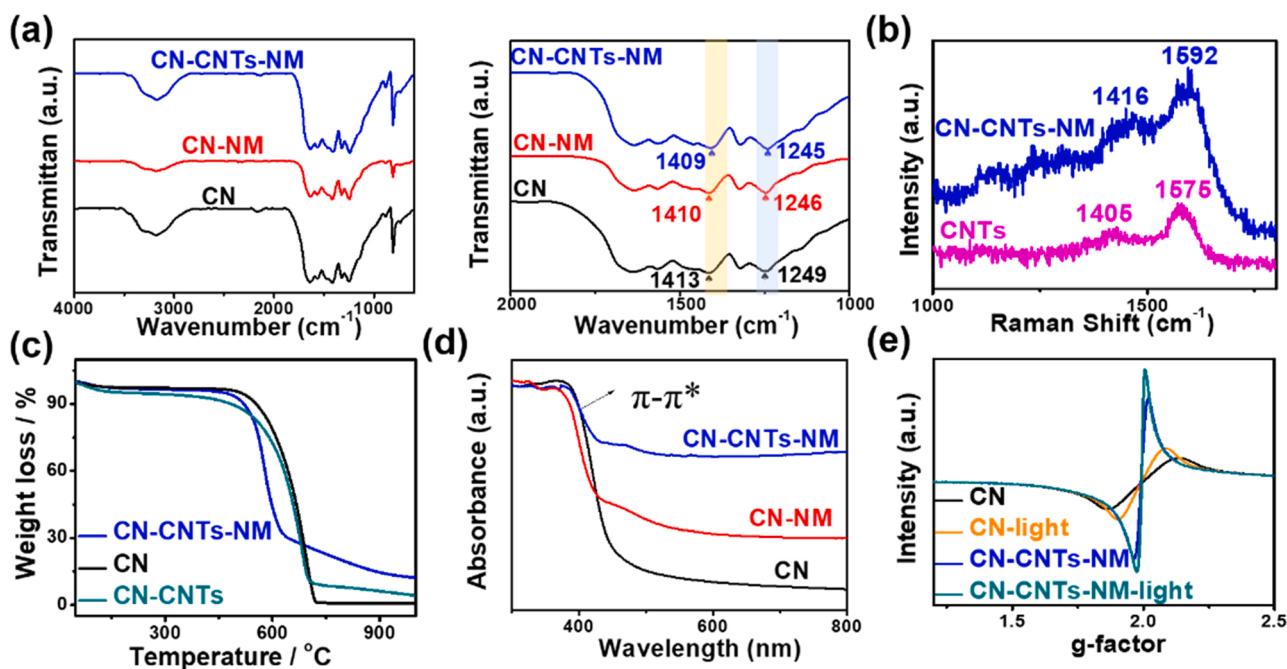 (a)
CN-CNTs-NM
CN-NM
CN
Transmittan (a.u.)
4000 3000 2000 1000
Wavenumber (cm⁻¹)
CN-CNTs-NM
1409 1245
CN-NM
1410 1246
CN
1413 1249
Transmittan (a.u.)
2000 1500 1000
Wavenumber (cm⁻¹)
(b)
1592
1416
CN-CNTs-NM
1575
1405
CNTs
Intensity (a.u.)
1000 1500
Raman Shift (cm⁻¹)
(c)
Weight loss / %
90
60
30
0
CN-CNTs-NM
CN
CN-CNTs
300 600 900
Temperature / °C
(d)
π-π*
CN-CNTs-NM
CN-NM
CN
Absorbance (a.u.)
400 600 800
Wavelength (nm)
(e)
Intensity (a.u.)
CN
CN-light
CN-CNTs-NM
CN-CNTs-NM-light
1.5 2.0 2.5
g-factor